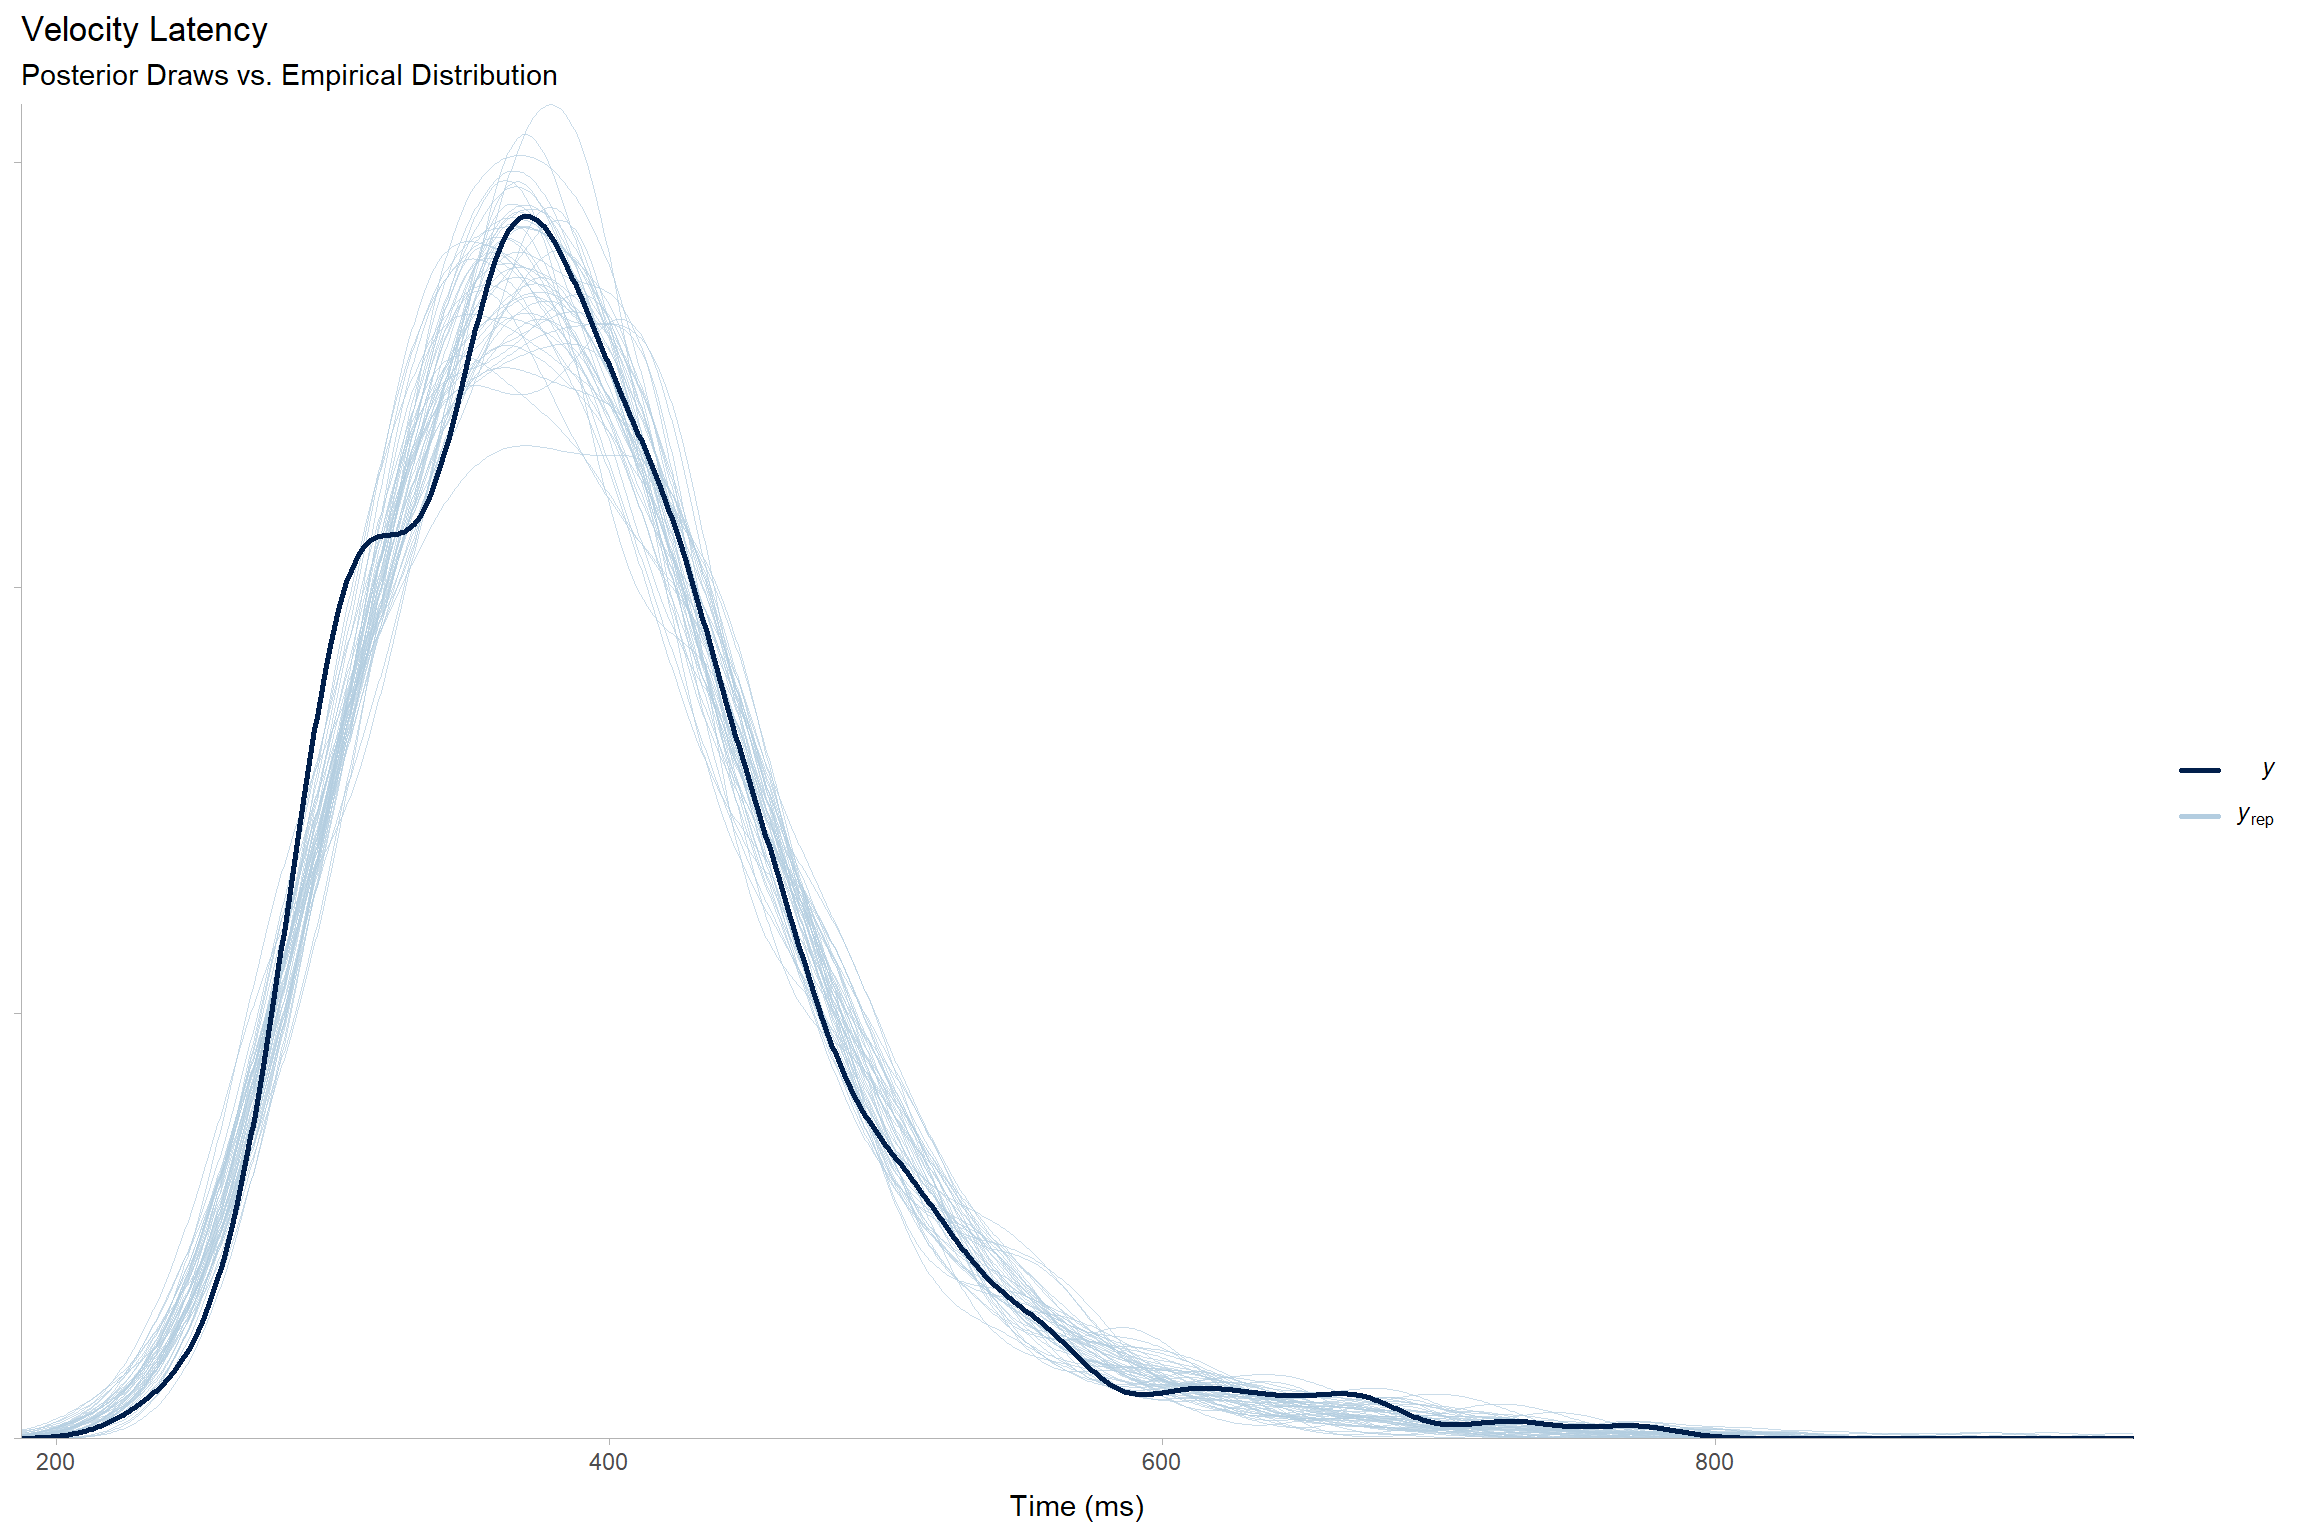 Velocity Latency
Posterior Draws vs. Empirical Distribution
y
yrep
200 400 600 800
Time (ms)